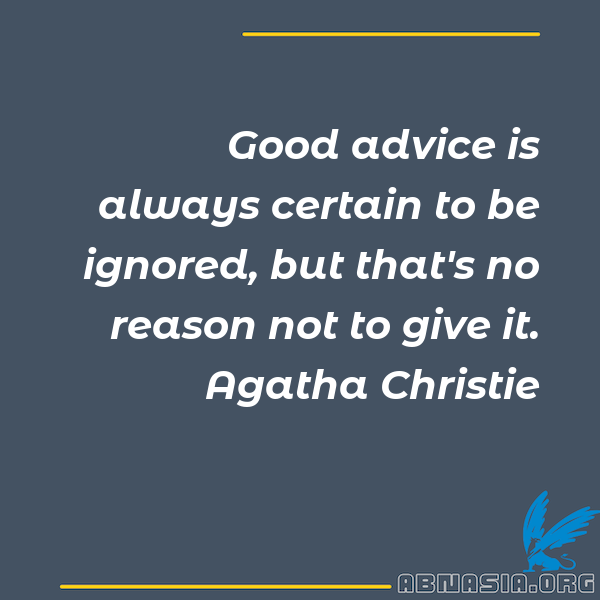 Good advice is
always certain to be
ignored, but that's no
reason not to give it.
Agatha Christie
ABNASIA.ORG